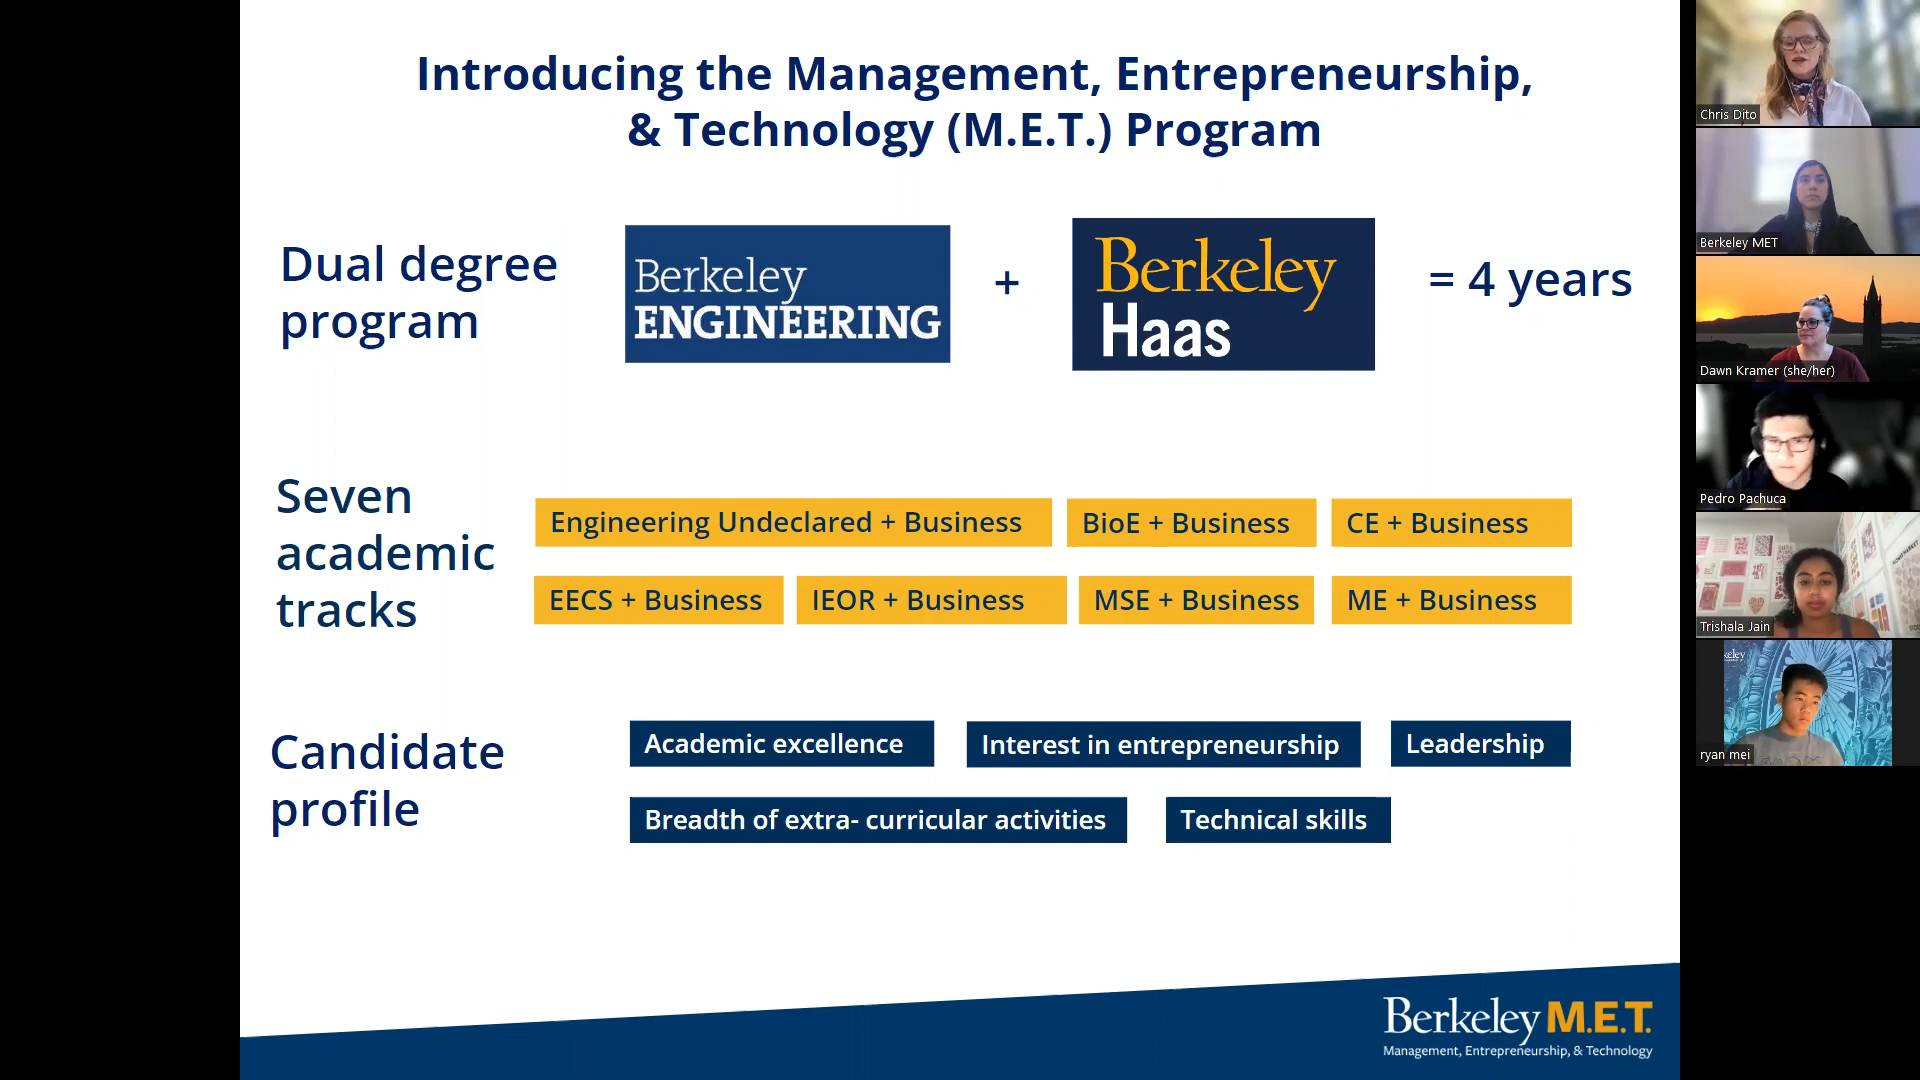 Introducing the Management, Entrepreneurship,
& Technology (M.E.T.) Program
Dual degree
program
Berkeley
ENGINEERING
+
Berkeley
Haas
= 4 years
Seven
academic
tracks
Engineering Undeclared + Business
BioE + Business
CE + Business
EECS + Business
IEOR + Business
MSE + Business
ME + Business
Candidate
profile
Academic excellence
Interest in entrepreneurship
Leadership
Breadth of extra- curricular activities
Technical skills
Berkeley M.E.T.
Management, Entrepreneurship, & Technology
Chris Dito
Berkeley MET
Dawn Kramer (she/her)
Pedro Pachuca
Trishala Jain
keley
ryan mei